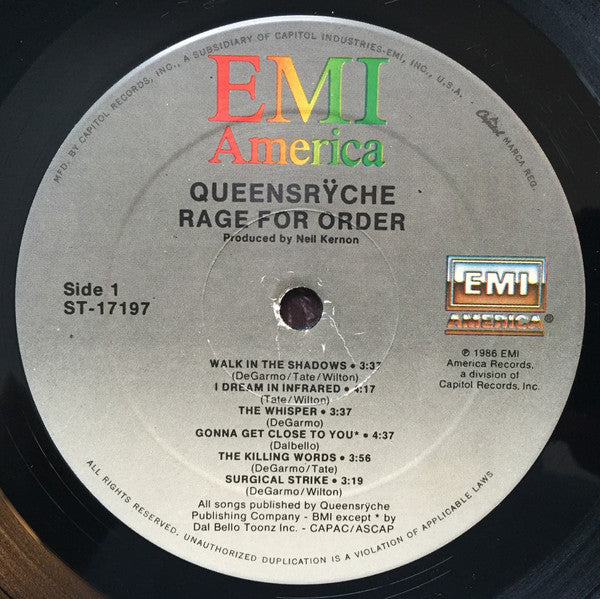 MFD. BY CAPITOL RECORDS, INC., A SUBSIDIARY OF CAPITOL INDUSTRIES-EMI, INC., U.S.A.
Capitol MARCA REG.
EMI
America
QUEENSRŸCHE
RAGE FOR ORDER
Produced by Neil Kernon
Side 1
ST-17197
EMI
AMERICA®
℗ 1986 EMI
America Records,
a division of
Capitol Records, Inc.
WALK IN THE SHADOWS • 3:37
(DeGarmo/Tate/Wilton)
I DREAM IN INFRARED • 4:17
(Tate/Wilton)
THE WHISPER • 3:37
(DeGarmo)
GONNA GET CLOSE TO YOU* • 4:37
(Dalbello)
THE KILLING WORDS • 3:56
(DeGarmo/Tate)
SURGICAL STRIKE • 3:19
(DeGarmo/Wilton)
All songs published by Queensrÿche
Publishing Company - BMI except * by
Dal Bello Toonz Inc. - CAPAC/ASCAP
ALL RIGHTS RESERVED. UNAUTHORIZED DUPLICATION IS A VIOLATION OF APPLICABLE LAWS